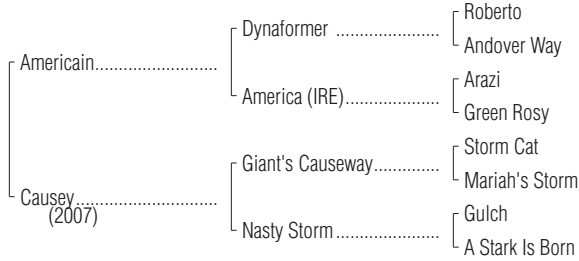 Roberto
Dynaformer ......................
Andover Way
Americain..........................
Arazi
America (IRE)....................
Green Rosy
Storm Cat
Giant's Causeway..............
Mariah's Storm
Causey..............................
(2007)
Gulch
Nasty Storm ......................
A Stark Is Born